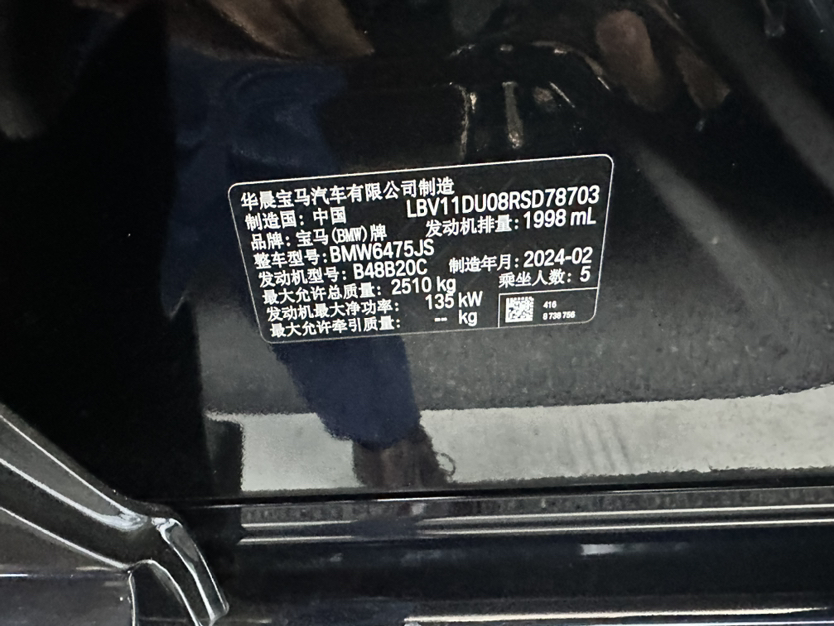 华晨宝马汽车有限公司制造
制造国: 中国 LBV11DU08RSD78703
品牌: 宝马(BMW)牌 发动机排量: 1998 mL
整车型号: BMW6475JS
发动机型号: B48B20C 制造年月: 2024-02
最大允许总质量: 2510 kg 乘坐人数: 5
发动机最大净功率: 135 kW
最大允许牵引质量: -- kg
416
8 738 756